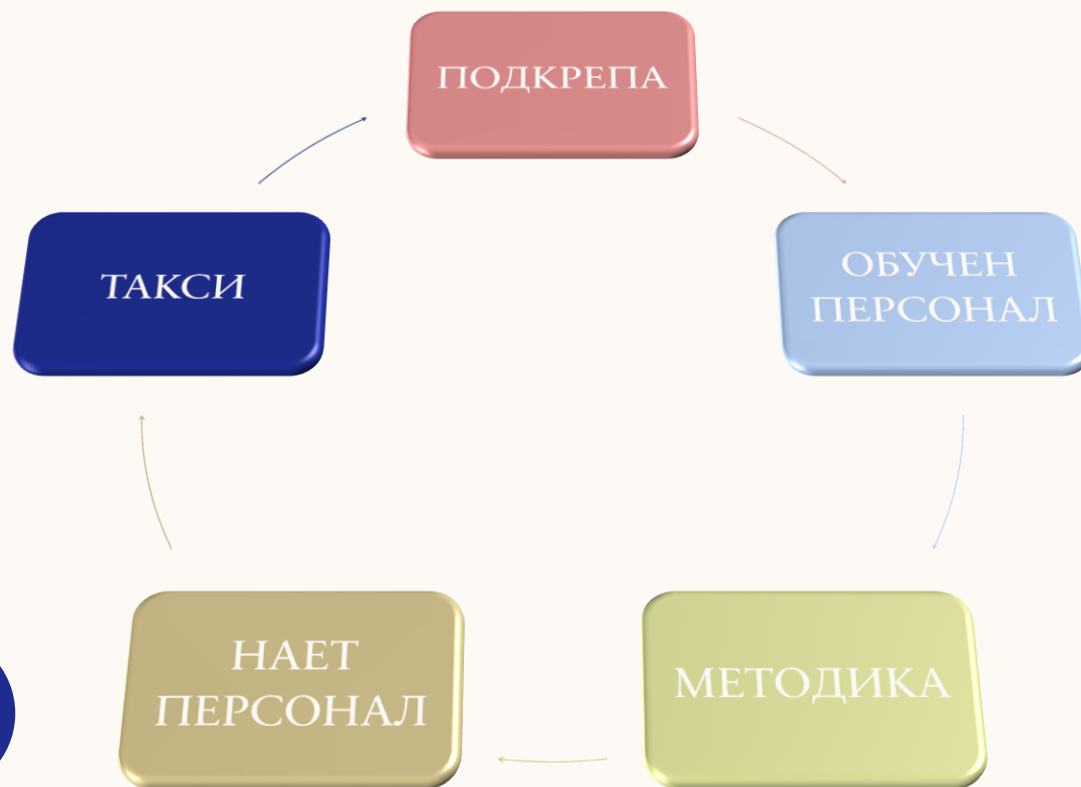 ПОДКРЕПА
ОБУЧЕН
ПЕРСОНАЛ
МЕТОДИКА
НАЕТ
ПЕРСОНАЛ
ТАКСИ